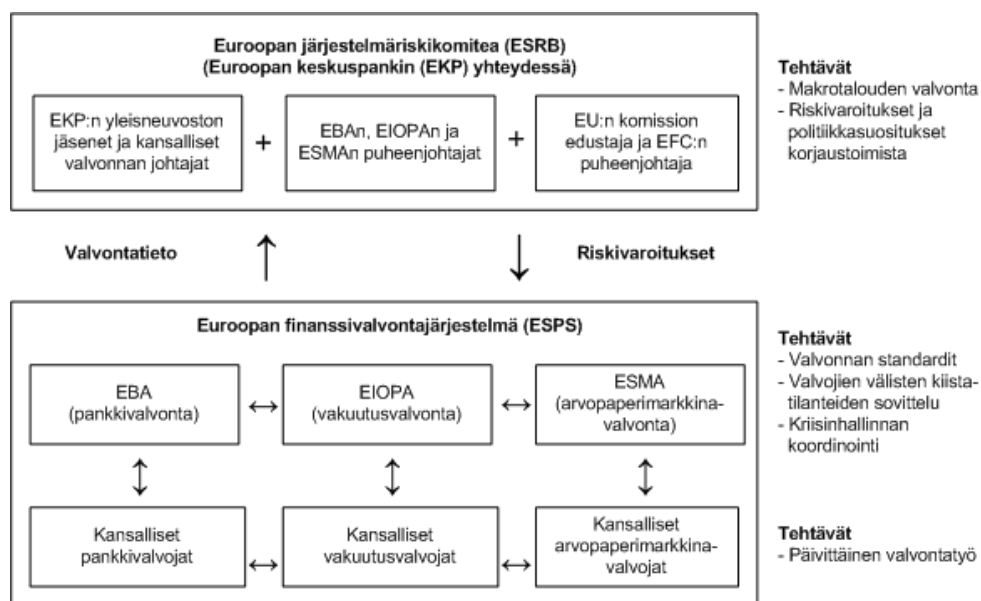 Euroopan järjestelmäriskikomitea (ESRB)
(Euroopan keskuspankin (EKP) yhteydessä)
EKP:n yleisneuvoston
jäsenet ja kansalliset
valvonnan johtajat
+
EBAn, EIOPAn ja
ESMAn puheenjohtajat
+
EU:n komission
edustaja ja EFC:n
puheenjohtaja
Tehtävät
- Makrotalouden valvonta
- Riskivaroitukset ja
politiikkasuositukset
korjaustoimista
Valvontatieto
Riskivaroitukset
Euroopan finanssivalvontajärjestelmä (ESPS)
EBA
(pankkivalvonta)
EIOPA
(vakuutusvalvonta)
ESMA
(arvopaperimarkkina-
valvonta)
Tehtävät
- Valvonnan standardit
- Valvojien välisten kiista-
tilanteiden sovittelu
- Kriisinhallinnan
koordinointi
Kansalliset
pankkivalvojat
Kansalliset
vakuutusvalvojat
Kansalliset
arvopaperimarkkina-
valvojat
Tehtävät
- Päivittäinen valvontatyö